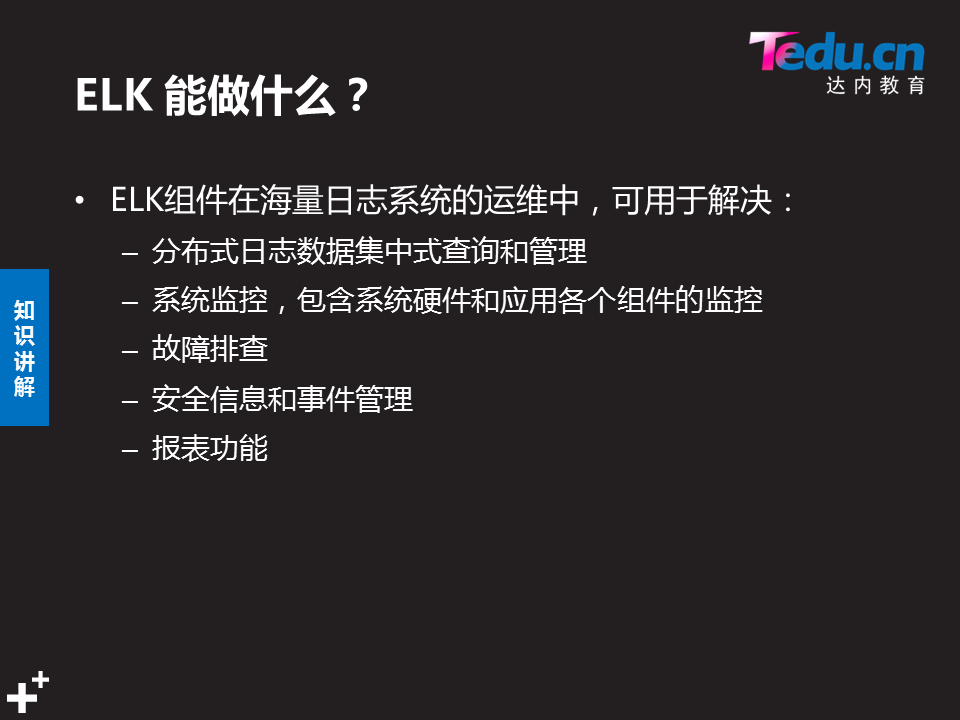 Tedu.cn
达内教育
ELK 能做什么？
• ELK组件在海量日志系统的运维中，可用于解决：
– 分布式日志数据集中式查询和管理
– 系统监控，包含系统硬件和应用各个组件的监控
– 故障排查
– 安全信息和事件管理
– 报表功能
知
识
讲
解